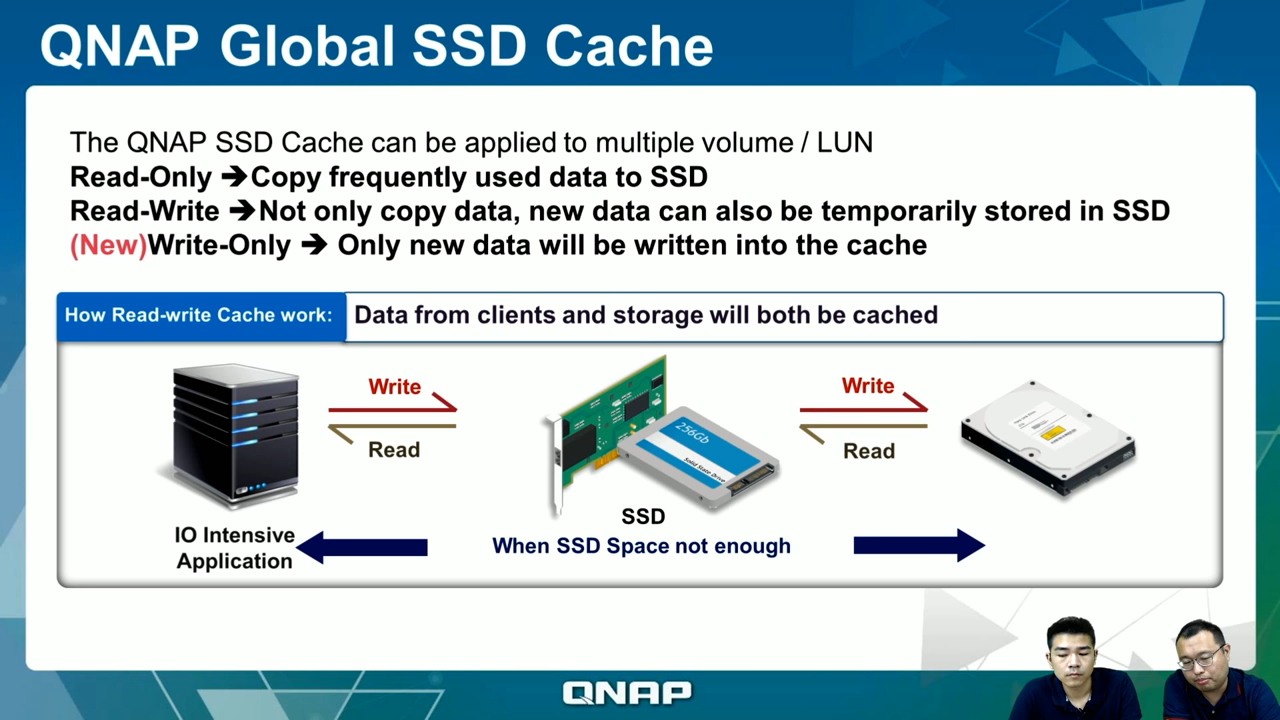 QNAP Global SSD Cache
The QNAP SSD Cache can be applied to multiple volume / LUN
Read-Only ➔Copy frequently used data to SSD
Read-Write ➔Not only copy data, new data can also be temporarily stored in SSD
(New)Write-Only ➔ Only new data will be written into the cache
How Read-write Cache work:
Data from clients and storage will both be cached
Write
Read
Write
Read
256Gb
Solid State Drive
SSD
IO Intensive
Application
When SSD Space not enough
QNAP